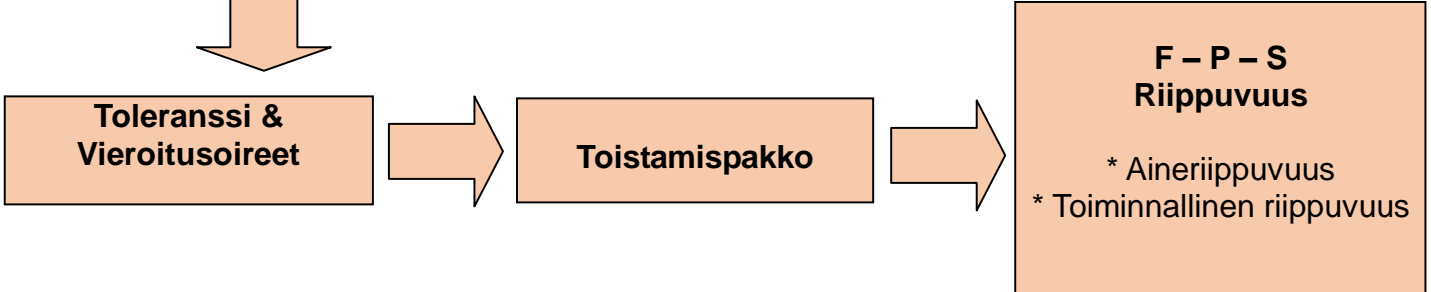 Toleranssi &
Vieroitusoireet
Toistamispakko
F – P – S
Riippuvuus
* Aineriippuvuus
* Toiminnallinen riippuvuus